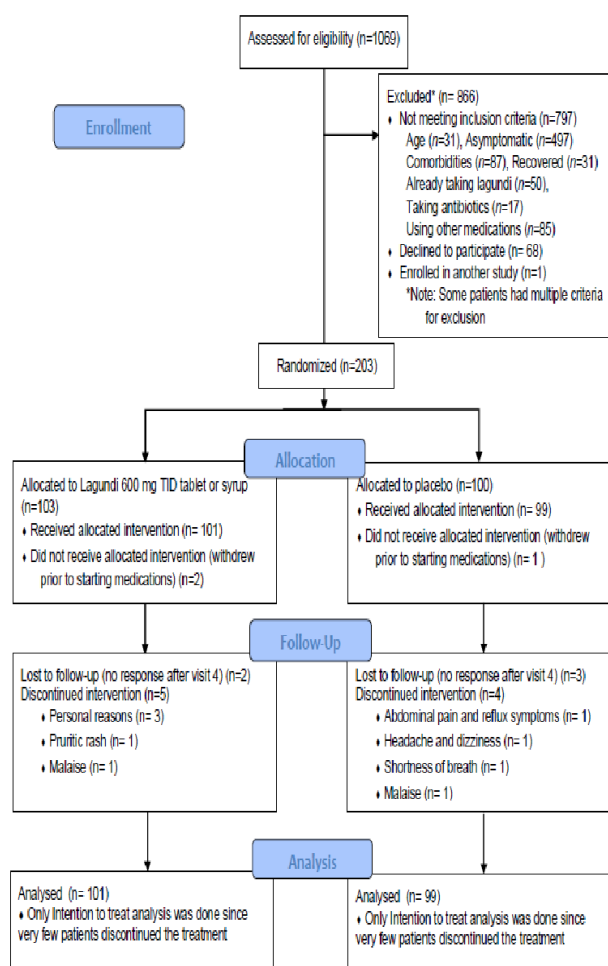 Assessed for eligibility (n=1069)
Enrollment
Excluded* (n= 866)
♦ Not meeting inclusion criteria (n=797)
Age (n=31), Asymptomatic (n=497)
Comorbidities (n=87), Recovered (n=31)
Already taking lagundi (n=50),
Taking antibiotics (n=17)
Using other medications (n=85)
♦ Declined to participate (n= 68)
♦ Enrolled in another study (n=1)
*Note: Some patients had multiple criteria
for exclusion
Randomized (n=203)
Allocation
Allocated to Lagundi 600 mg TID tablet or syrup
(n=103)
♦ Received allocated intervention (n= 101)
♦ Did not receive allocated intervention (withdrew
prior to starting medications) (n=2)
Allocated to placebo (n=100)
♦ Received allocated intervention (n= 99)
♦ Did not receive allocated intervention (withdrew
prior to starting medications) (n= 1 )
Follow-Up
Lost to follow-up (no response after visit 4) (n=2)
Discontinued intervention (n=5)
♦ Personal reasons (n= 3)
♦ Pruritic rash (n= 1)
♦ Malaise (n= 1)
Lost to follow-up (no response after visit 4) (n=3)
Discontinued intervention (n=4)
♦ Abdominal pain and reflux symptoms (n= 1)
♦ Headache and dizziness (n= 1)
♦ Shortness of breath (n= 1)
♦ Malaise (n= 1)
Analysis
Analysed (n= 101)
♦ Only Intention to treat analysis was done since
very few patients discontinued the treatment
Analysed (n= 99)
♦ Only Intention to treat analysis was done since
very few patients discontinued the treatment